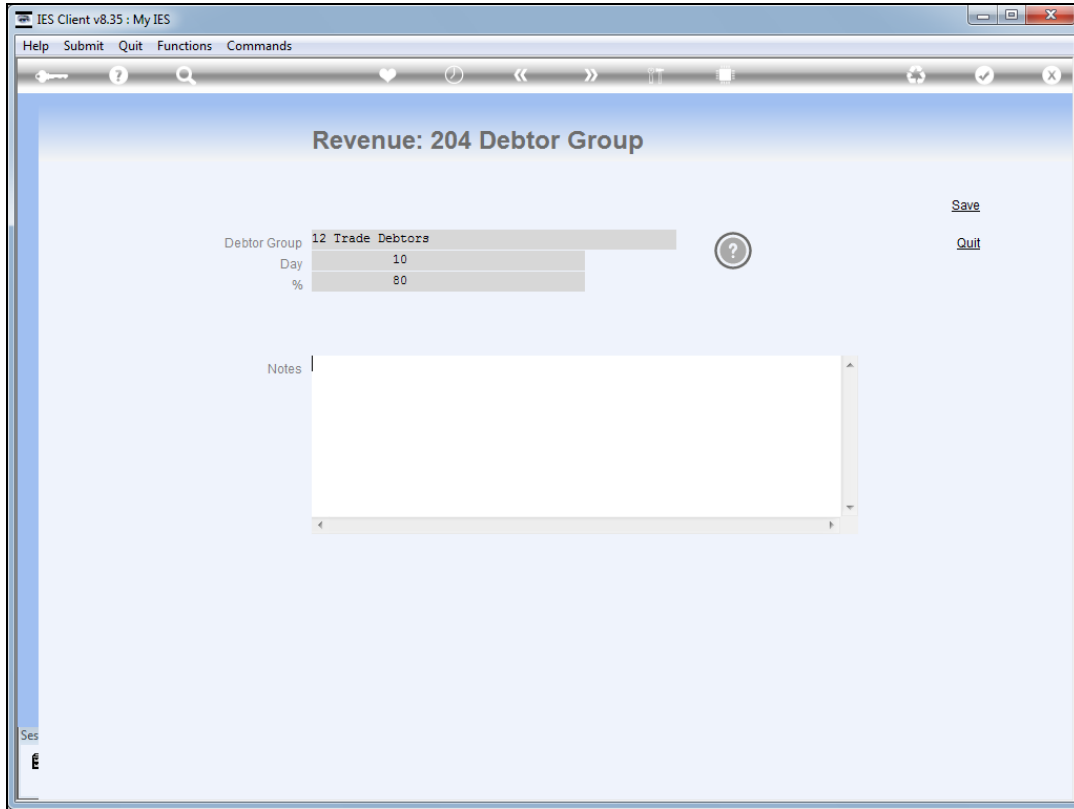 IES Client v8.35 : My IES
Help Submit Quit Functions Commands
Revenue: 204 Debtor Group
Save
Debtor Group 12 Trade Debtors
Quit
Day 10
% 80
Notes
Ses